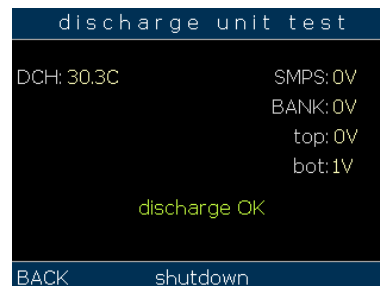 discharge unit test
DCH: 30.3C SMPS: 0V
BANK: 0V
top: 0V
bot: 1V
discharge OK
BACK shutdown